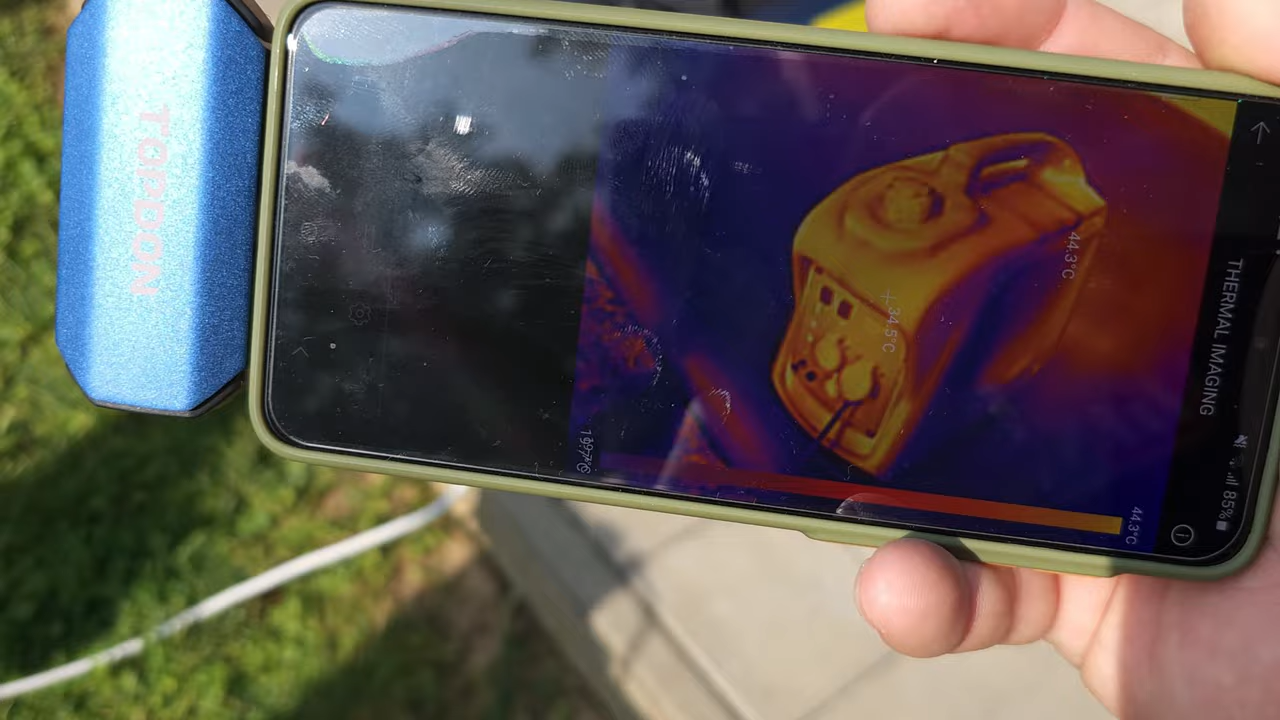 TOPDON
THERMAL IMAGING
85%
44.3°C
+34.5°C
44.3°C